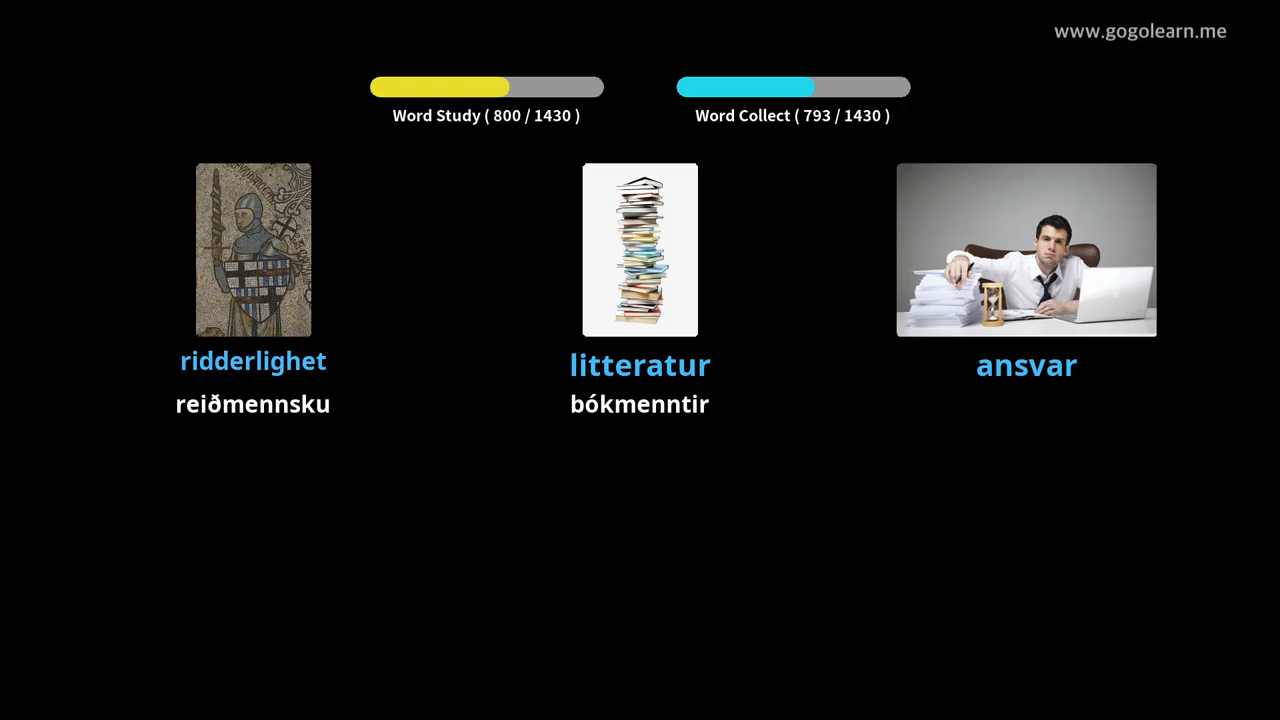 www.gogolearn.me
Word Study ( 800 / 1430 )
Word Collect ( 793 / 1430 )
ridderlighet
litteratur
ansvar
reiðmennsku
bókmenntir